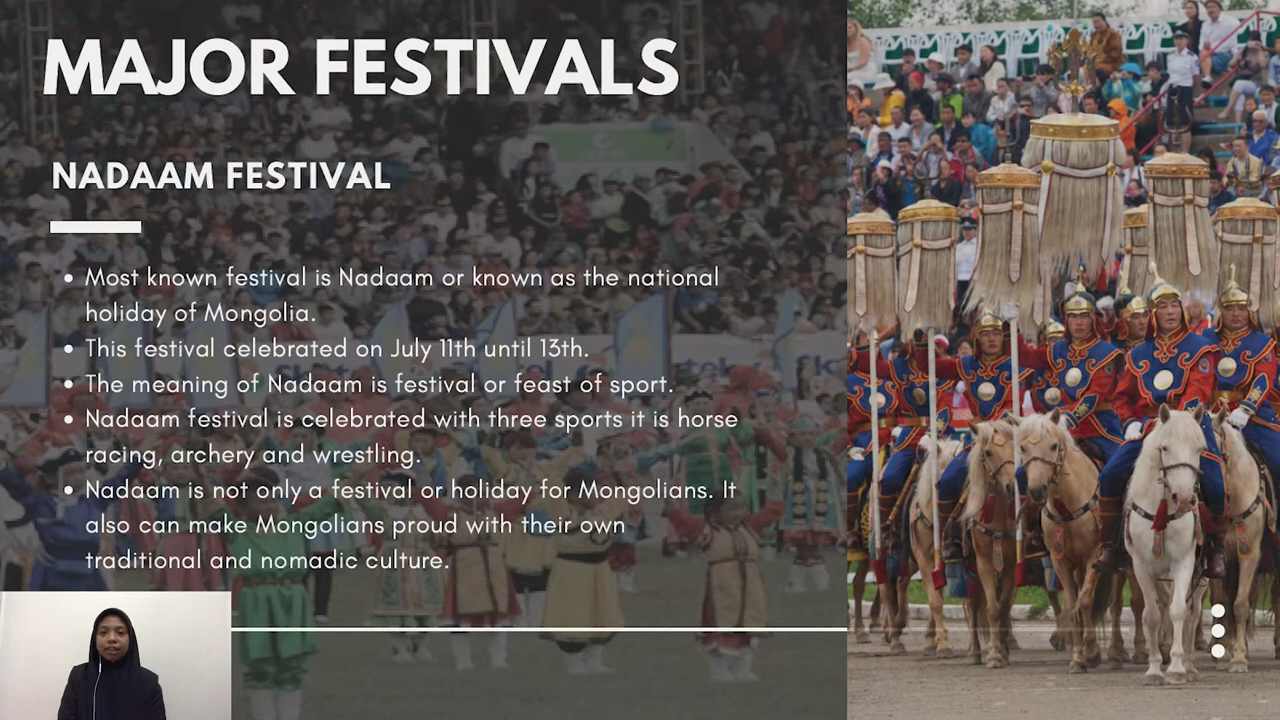 MAJOR FESTIVALS
NADAAM FESTIVAL
• Most known festival is Nadaam or known as the national
holiday of Mongolia.
• This festival celebrated on July 11th until 13th.
• The meaning of Nadaam is festival or feast of sport.
• Nadaam festival is celebrated with three sports it is horse
racing, archery and wrestling.
• Nadaam is not only a festival or holiday for Mongolians. It
also can make Mongolians proud with their own
traditional and nomadic culture.